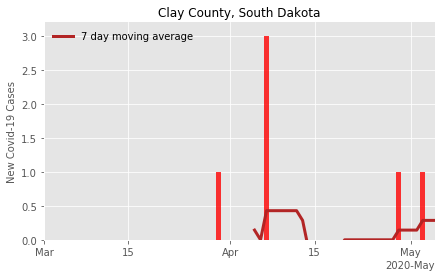 Clay County, South Dakota
7 day moving average
New Covid-19 Cases
3.0
2.5
2.0
1.5
1.0
0.5
0.0
Mar
15
Apr
15
May
2020-May